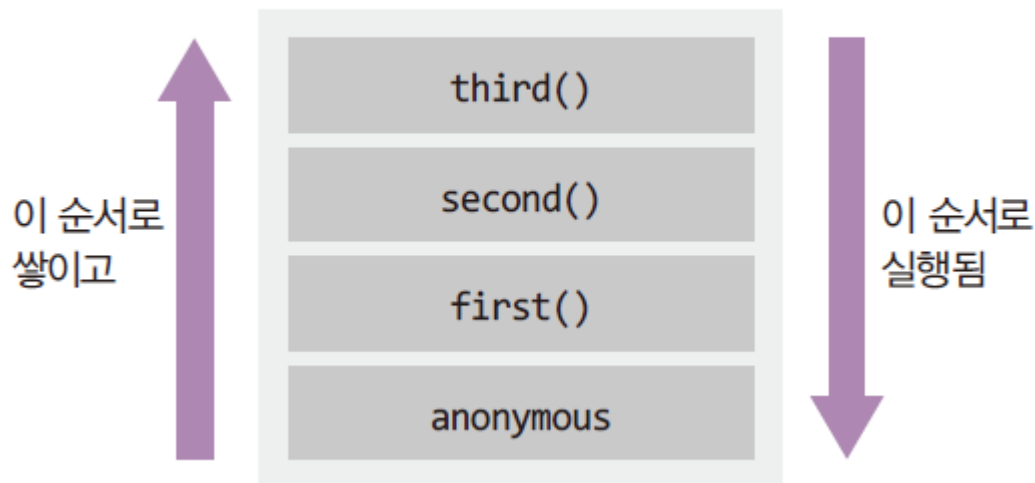 third()
second()
이 순서로
쌓이고
이 순서로
실행됨
first()
anonymous